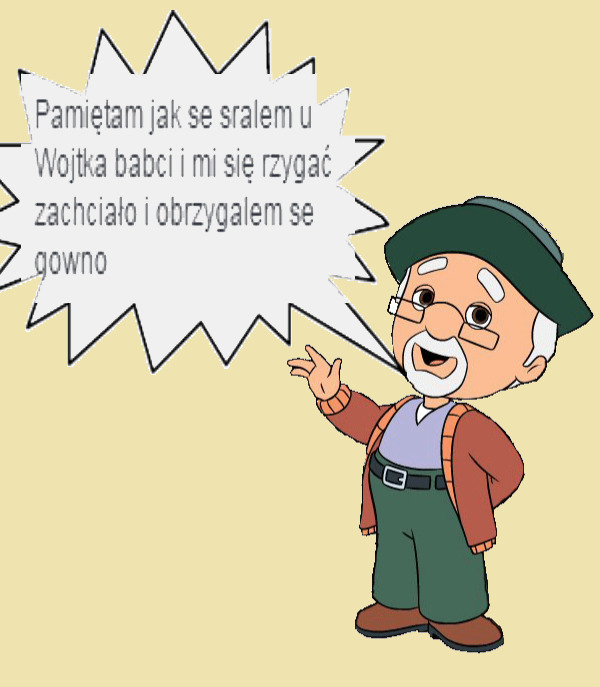 Pamiętam jak se sralem u
Wojtka babci i mi się rzygać
zachciało i obrzygalem se
gowno